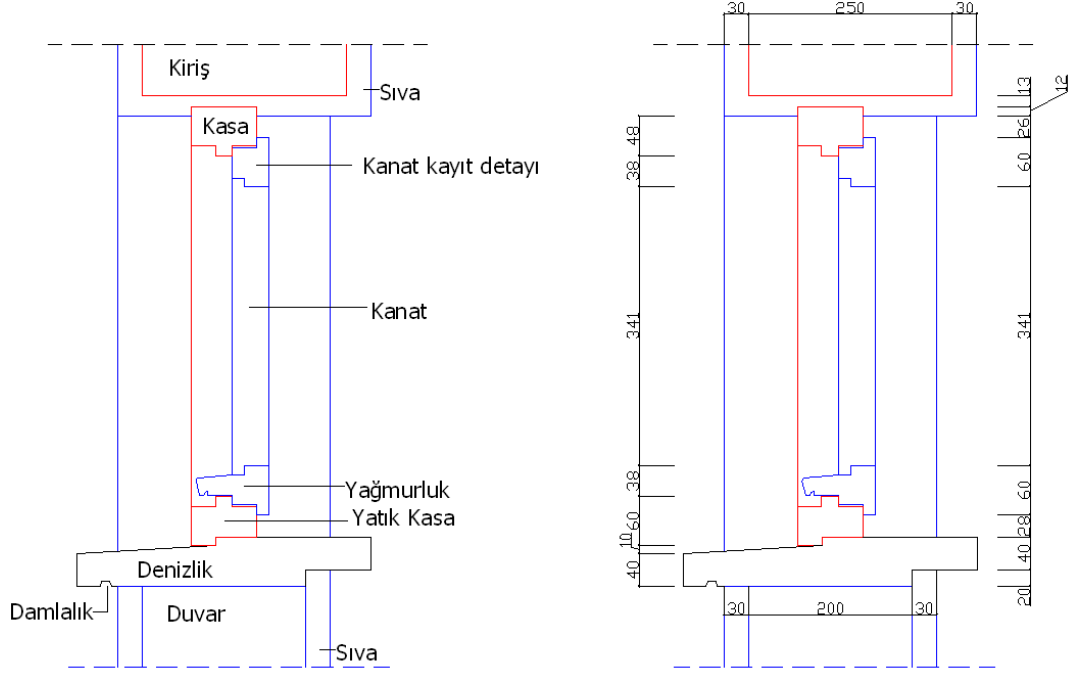 Kiriş
Sıva
Kasa
Kanat kayıt detayı
Kanat
Yağmurluk
Yatık Kasa
Denizlik
Damlalık
Duvar
Sıva
30 250 30
13
12
26
48
60
38
341
341
38
60
60
28
10
40
40
20
30 200 30